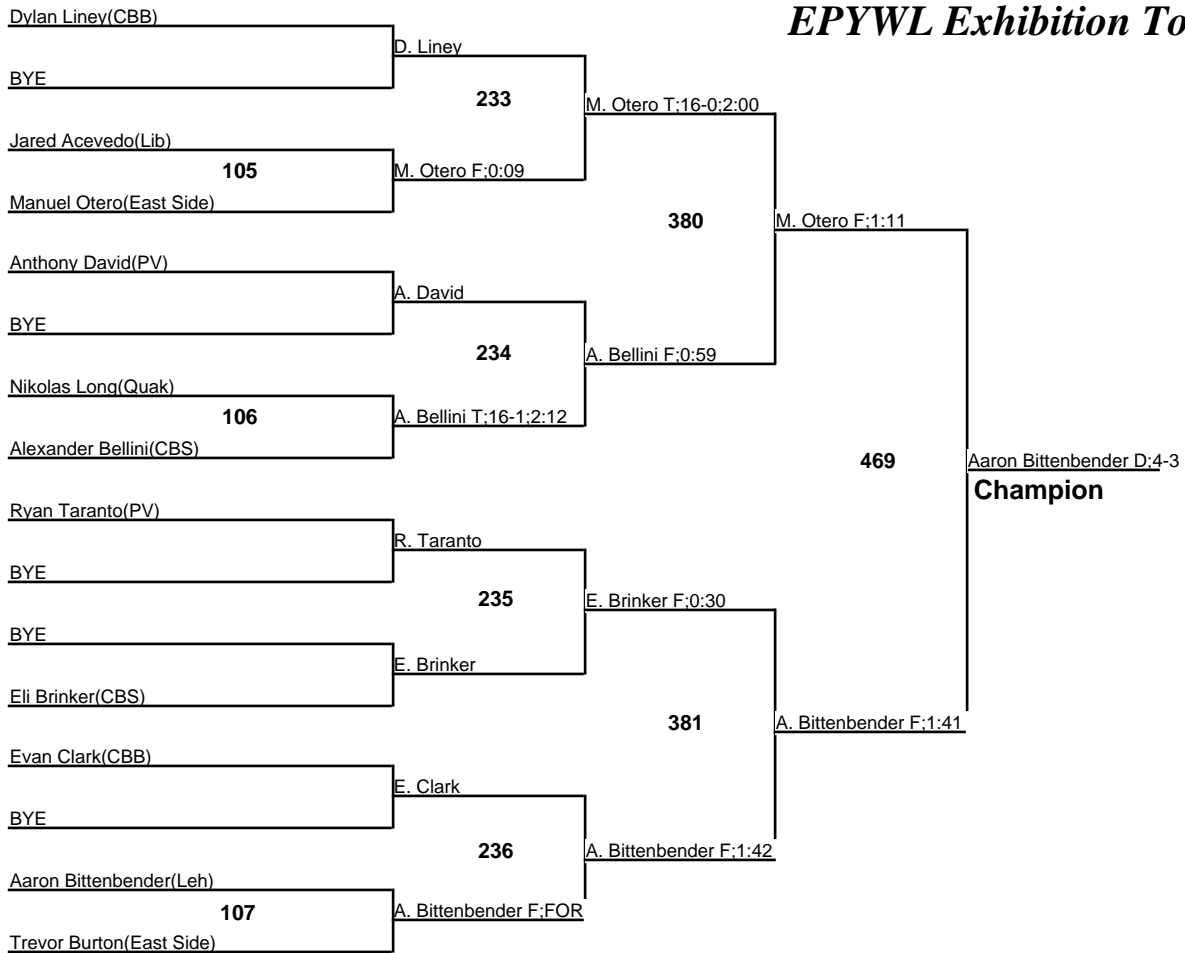 EPYWL Exhibition To
Dylan Liney(CBB)
D. Liney
BYE
233
M. Otero T;16-0;2:00
Jared Acevedo(Lib)
105
M. Otero F;0:09
Manuel Otero(East Side)
380
M. Otero F;1:11
Anthony David(PV)
A. David
BYE
234
A. Bellini F;0:59
Nikolas Long(Quak)
106
A. Bellini T;16-1;2:12
Alexander Bellini(CBS)
469
Aaron Bittenbender D;4-3
Champion
Ryan Taranto(PV)
R. Taranto
BYE
235
E. Brinker F;0:30
BYE
E. Brinker
Eli Brinker(CBS)
381
A. Bittenbender F;1:41
Evan Clark(CBB)
E. Clark
BYE
236
A. Bittenbender F;1:42
Aaron Bittenbender(Leh)
107
A. Bittenbender F;FOR
Trevor Burton(East Side)